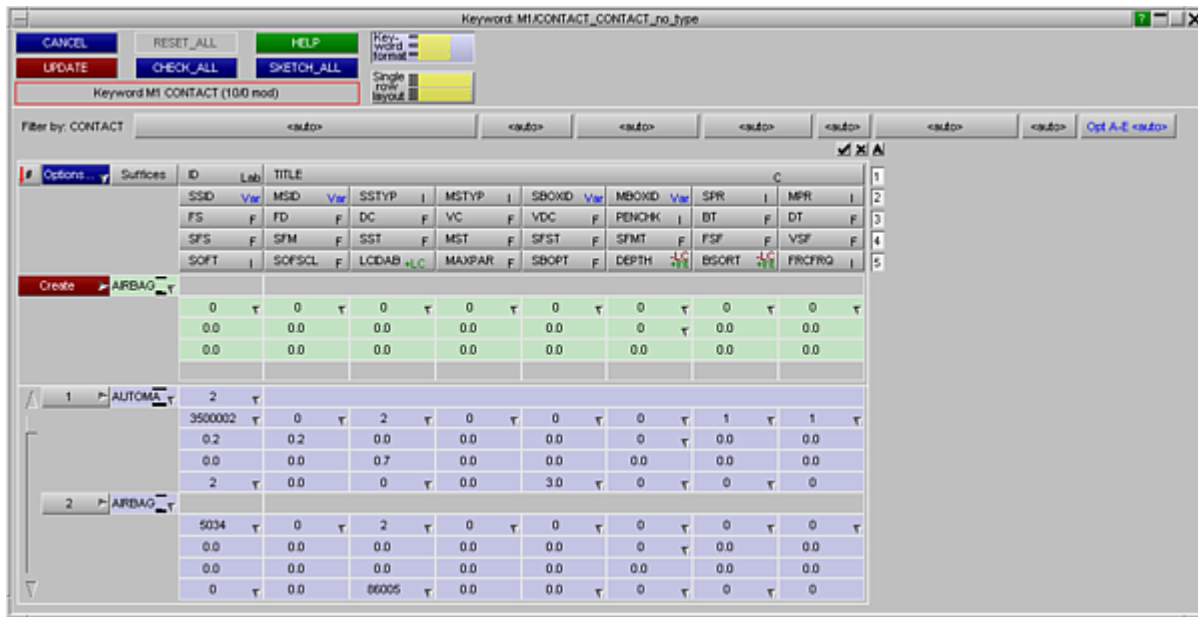 Keyword: M1/CONTACT_CONTACT_no_type ?
CANCEL RESET_ALL HELP Key-word format
UPDATE CHECK_ALL SKETCH_ALL Single row layout
Keyword M1 CONTACT (10/0 mod)
Filter by: CONTACT <auto> <auto> <auto> <auto> <auto> <auto> <auto> Opt A-E <auto>
A
# Options... Suffices ID Lab TITLE C 1
SSID Var MSID Var SSTYP I MSTYP I SBOXID Var MBOXID Var SPR I MPR I 2
FS F FD F DC F VC F VDC F PENCHK I BT F DT F 3
SFS F SFM F SST F MST F SFST F SFMT F FSF F VSF F 4
SOFT I SOFSCL F LCIDAB +LC MAXPAR F SBOPT F DEPTH BSORT FRCFRQ I 5
Create AIRBAG_
0 0 0 0 0 0 0 0
0.0 0.0 0.0 0.0 0.0 0 0.0 0.0
0.0 0.0 0.0 0.0 0.0 0.0 0.0 0.0
1 AUTOMA 2
3500002 0 2 0 0 0 1 1
0.2 0.2 0.0 0.0 0.0 0 0.0 0.0
0.0 0.0 0.7 0.0 0.0 0.0 0.0 0.0
2 0.0 0 0.0 3.0 0 0 0
2 AIRBAG_
5034 0 2 0 0 0 0 0
0.0 0.0 0.0 0.0 0.0 0 0.0 0.0
0.0 0.0 0.0 0.0 0.0 0.0 0.0 0.0
0 0.0 86005 0.0 0.0 0 0 0